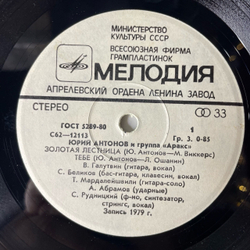 МИНИСТЕРСТВО
КУЛЬТУРЫ СССР
ВСЕСОЮЗНАЯ ФИРМА
ГРАМПЛАСТИНОК
МЕЛОДИЯ
АПРЕЛЕВСКИЙ ОРДЕНА ЛЕНИНА ЗАВОД
СТЕРЕО 33
ГОСТ 5289-80 1
С62—12113 Гр. 3. 0-85
ЮРИЙ АНТОНОВ и группа «Аракс»
ЗОЛОТАЯ ЛЕСТНИЦА (Ю. Антонов—М. Виккерс)
ТЕБЕ (Ю. Антонов—Л. Ошанин)
В. Галутвин (гитара, вокал)
С. Беликов (бас-гитара, клавесин, вокал)
Т. Мардалейшвили (гитара-соло)
А. Абрамов (ударные)
С. Рудницкий (ф-но, синтезатор,
стрингс, вокал)
Запись 1979 г.